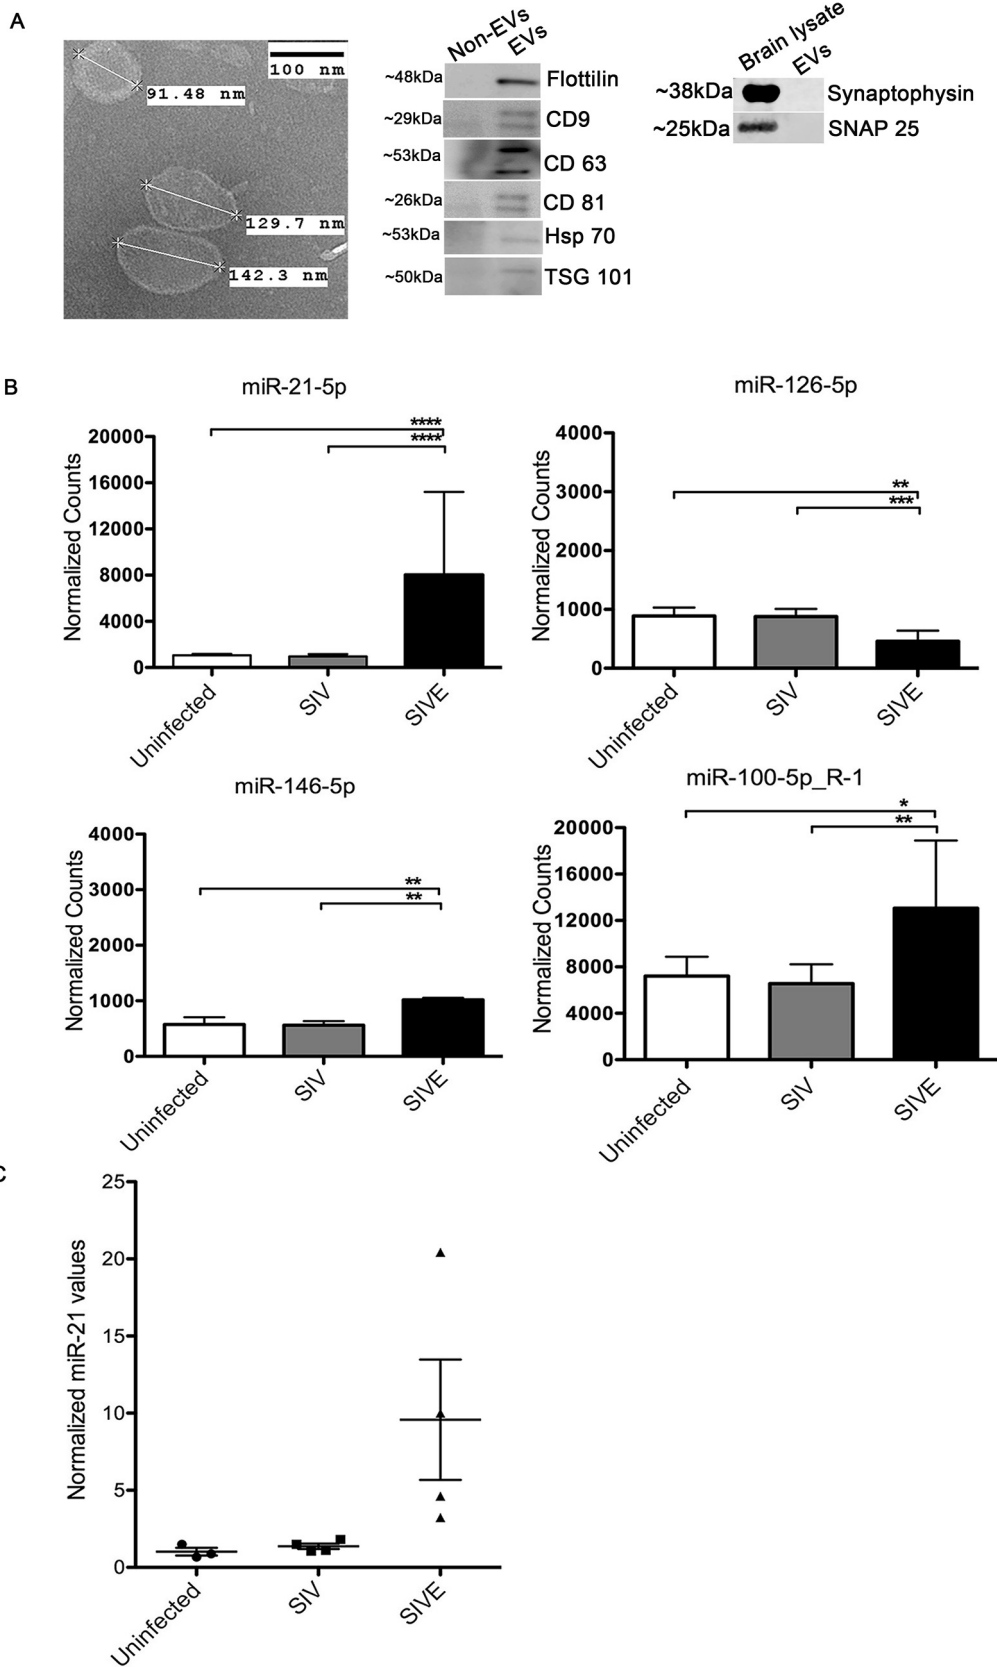 A
100 nm
91.48 nm
129.7 nm
142.3 nm
Non-EVs
EVs
~48kDa Flottilin
~29kDa CD9
~53kDa CD 63
~26kDa CD 81
~53kDa Hsp 70
~50kDa TSG 101
Brain lysate
EVs
~38kDa Synaptophysin
~25kDa SNAP 25
B
miR-21-5p
Normalized Counts
20000
16000
12000
8000
4000
0
****
****
Uninfected
SIV
SIVE
miR-126-5p
Normalized Counts
4000
3000
2000
1000
0
**
***
Uninfected
SIV
SIVE
miR-146-5p
Normalized Counts
4000
3000
2000
1000
0
**
**
Uninfected
SIV
SIVE
miR-100-5p_R-1
Normalized Counts
20000
16000
12000
8000
4000
0
*
**
Uninfected
SIV
SIVE
C
Normalized miR-21 values
25
20
15
10
5
0
Uninfected
SIV
SIVE